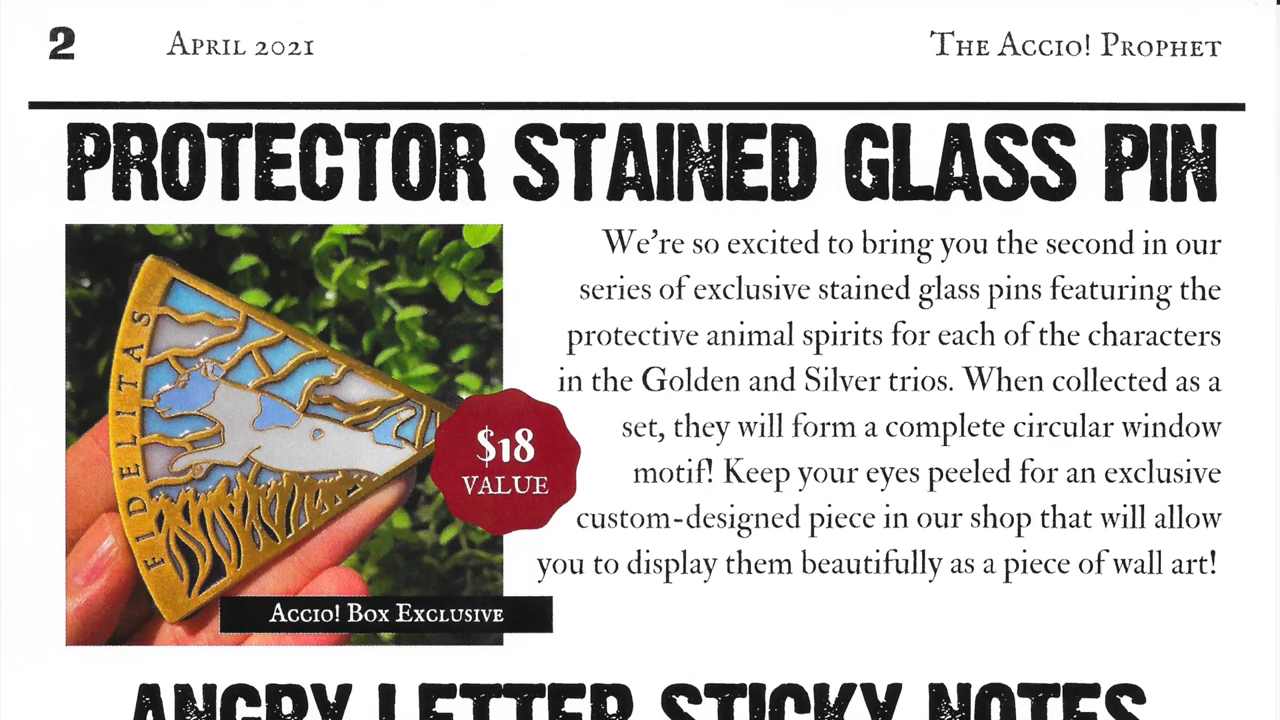 2 April 2021 The Accio! Prophet
PROTECTOR STAINED GLASS PIN
We're so excited to bring you the second in our
series of exclusive stained glass pins featuring the
protective animal spirits for each of the characters
in the Golden and Silver trios. When collected as a
set, they will form a complete circular window
motif! Keep your eyes peeled for an exclusive
custom-designed piece in our shop that will allow
you to display them beautifully as a piece of wall art!
FIDELITAS
$18
VALUE
Accio! Box Exclusive
ANGRY LETTER STICKY NOTES